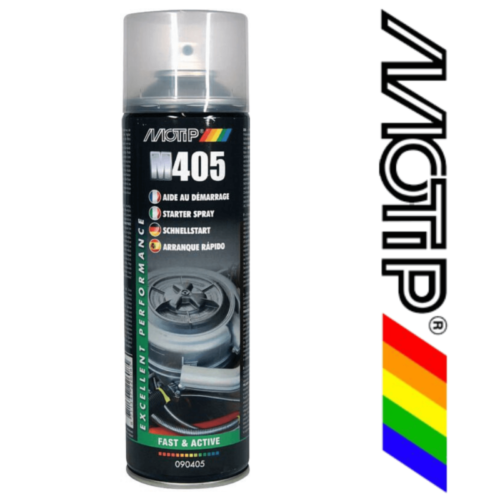 MOTIP®
M405
AIDE AU DÉMARRAGE
STARTER SPRAY
SCHNELLSTART
ARRANQUE RÁPIDO
EXCELLENT PERFORMANCE
FAST & ACTIVE
090405
MOTIP®